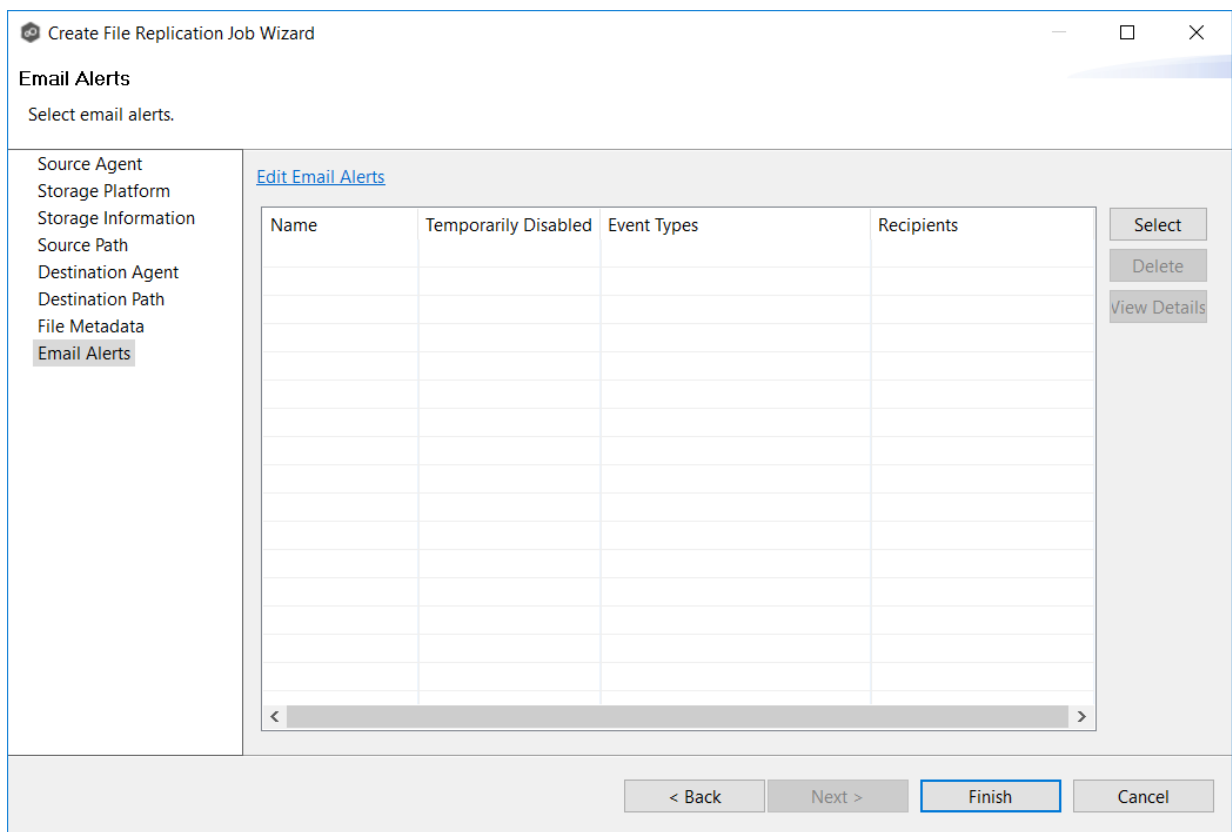 Create File Replication Job Wizard
Email Alerts
Select email alerts.
Source Agent
Storage Platform
Storage Information
Source Path
Destination Agent
Destination Path
File Metadata
Email Alerts
Edit Email Alerts
Name Temporarily Disabled Event Types Recipients
Select
Delete
View Details
< Back Next > Finish Cancel